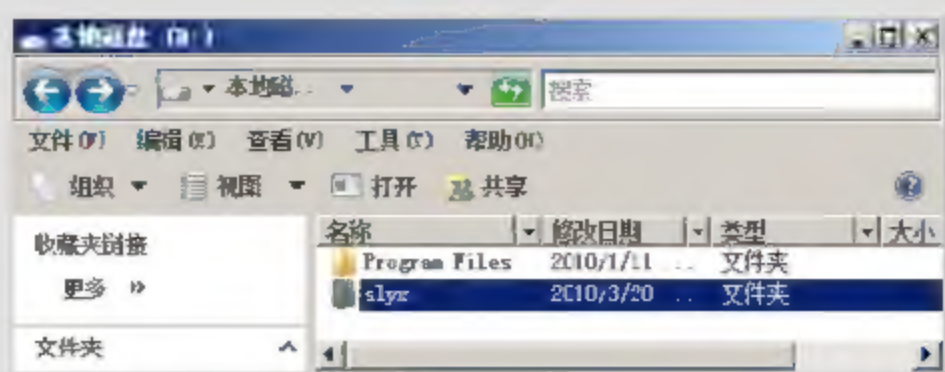 本地磁盘 (D:)
本地磁.. 搜索
文件(F) 编辑(E) 查看(V) 工具(T) 帮助(H)
组织 视图 打开 共享
收藏夹链接
更多 »
文件夹
名称 修改日期 类型 大小
Program Files 2010/1/11 .. 文件夹
slyx 2010/3/20 .. 文件夹